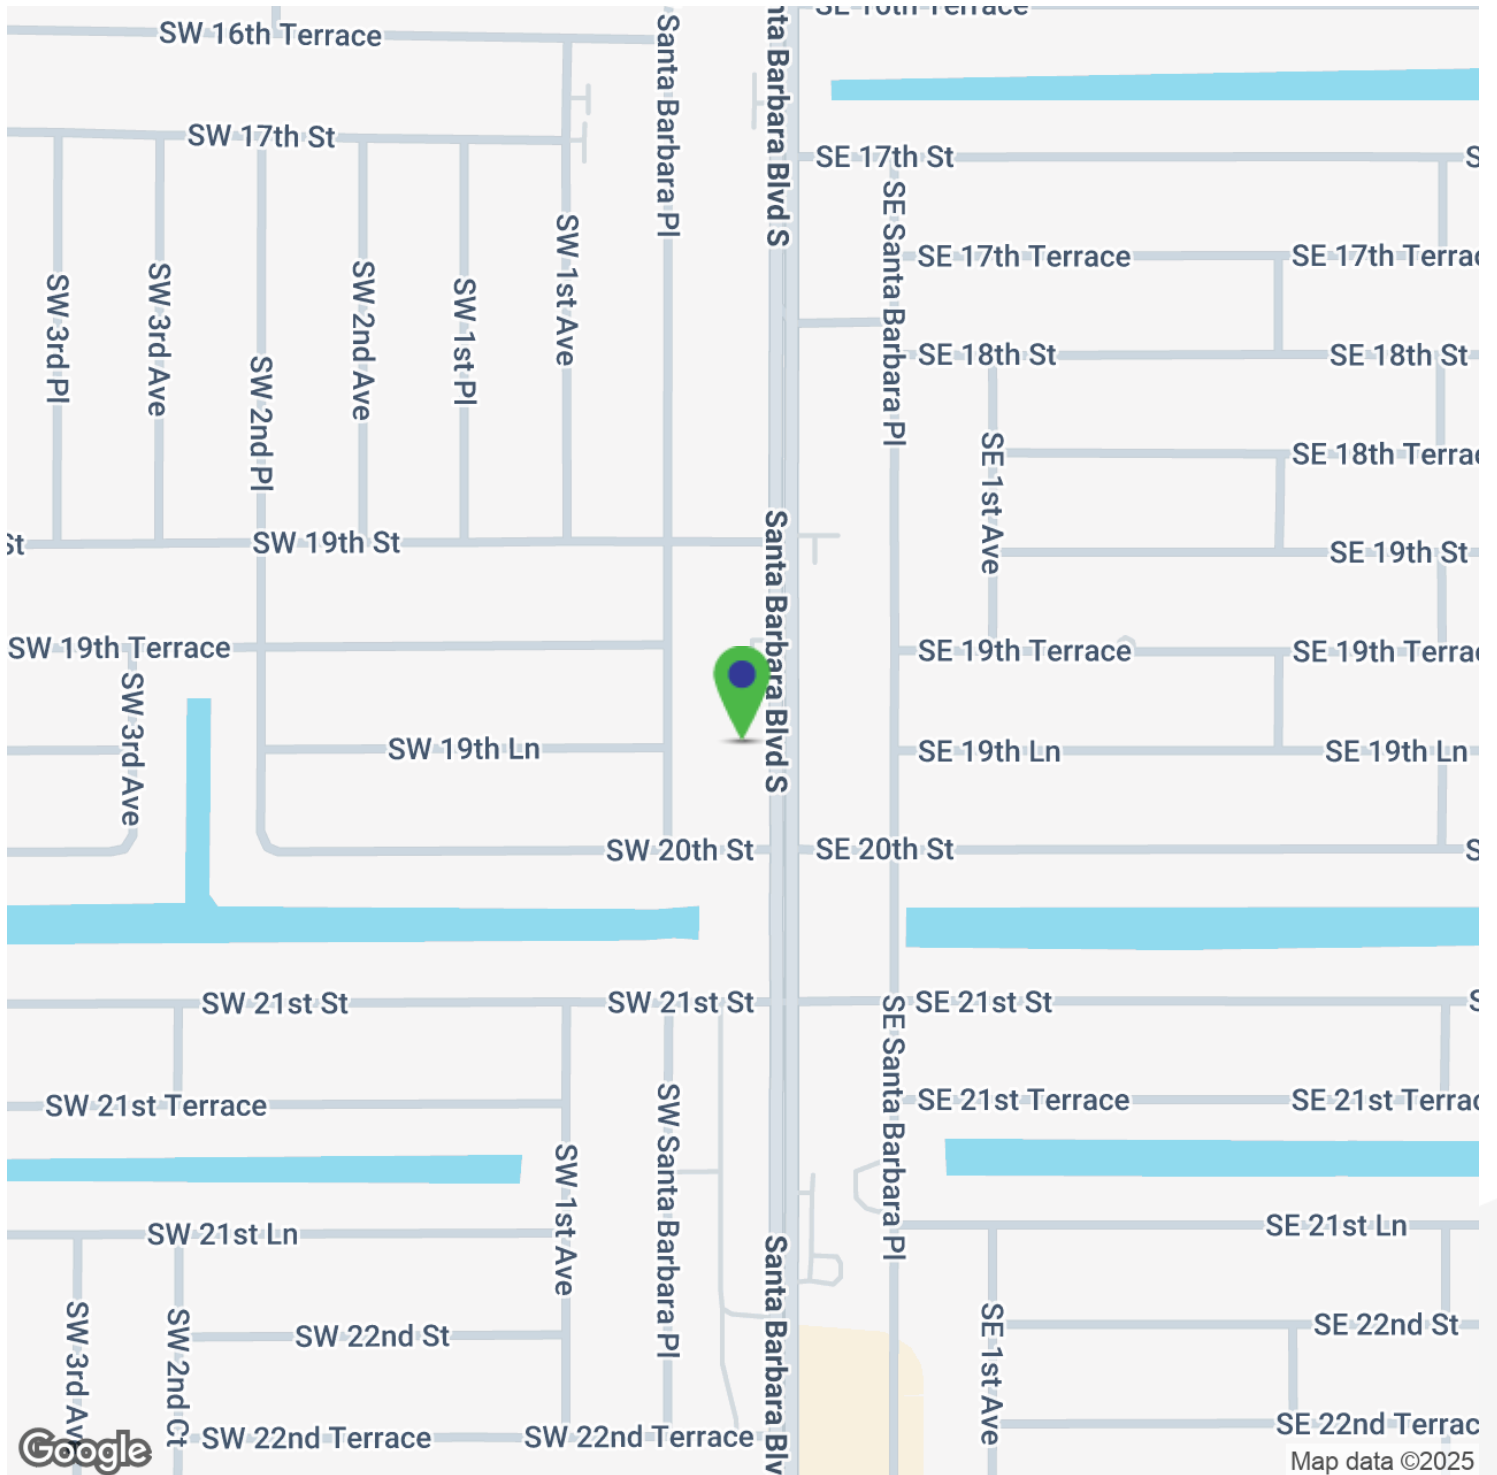 SE 16th Terrace
SW 16th Terrace
Santa Barbara Pl
nta Barbara Blvd S
SW 17th St
SE 17th St
S
SE Santa Barbara Pl
SW 1st Ave
SE 17th Terrace
SE 17th Terrac
SW 3rd Pl
SW 3rd Ave
SW 2nd Ave
SW 1st Pl
SE 18th St
SE 18th St
SW 2nd Pl
SE 1st Ave
SE 18th Terrac
St
SW 19th St
Santa Barbara Blvd S
SE 19th St
SW 19th Terrace
SE 19th Terrace
SE 19th Terrac
SW 3rd Ave
SW 19th Ln
SE 19th Ln
SE 19th Ln
SW 20th St
SE 20th St
S
SW 21st St
SW 21st St
SE 21st St
S
SE Santa Barbara Pl
SW 21st Terrace
SW Santa Barbara Pl
SE 21st Terrace
SE 21st Terrac
SW 1st Ave
SW 21st Ln
SE 21st Ln
Santa Barbara Blv
SW 3rd Av
SW 2nd Ct
SW 22nd St
SE 1st Ave
SE 22nd St
SW 22nd Terrace
SW 22nd Terrace
SE 22nd Terrac
Google
Map data ©2025